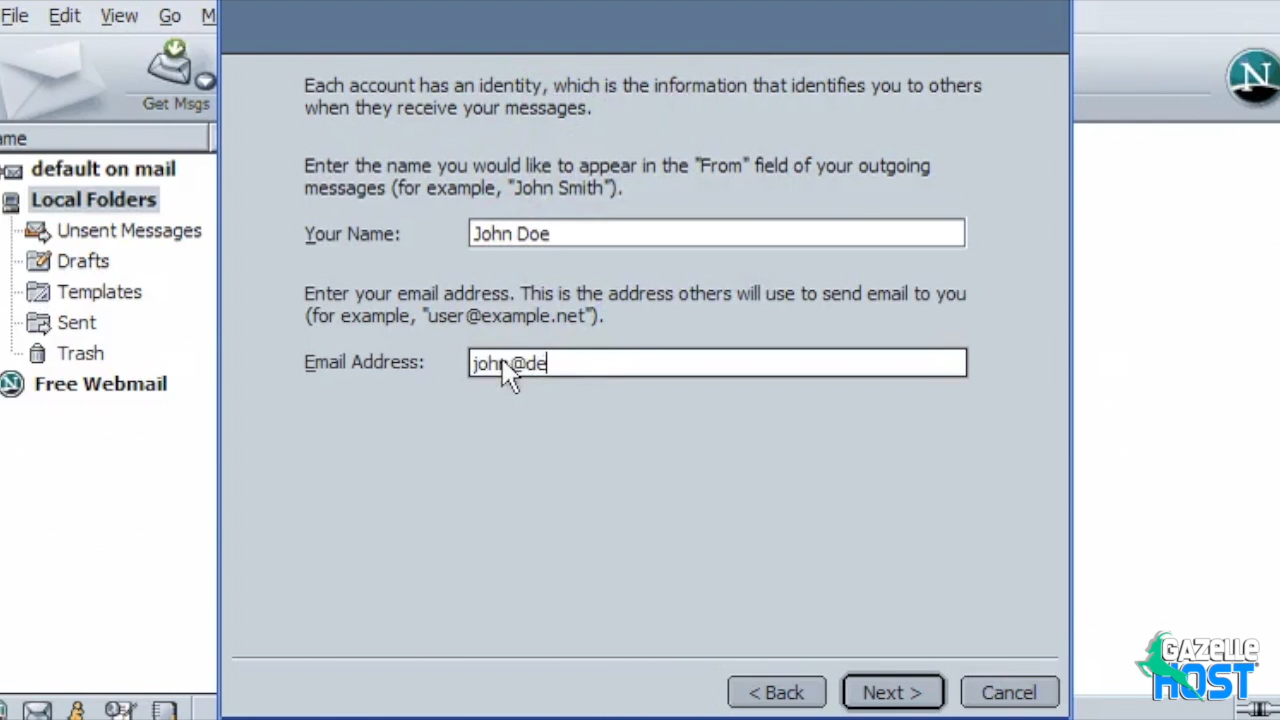 File Edit View Go M
Get Msgs
ame
default on mail
Local Folders
Unsent Messages
Drafts
Templates
Sent
Trash
Free Webmail
N
Each account has an identity, which is the information that identifies you to others
when they receive your messages.
Enter the name you would like to appear in the "From" field of your outgoing
messages (for example, "John Smith").
Your Name: John Doe
Enter your email address. This is the address others will use to send email to you
(for example, "user@example.net").
Email Address: john@de
< Back Next > Cancel
GAZELLE
HOST